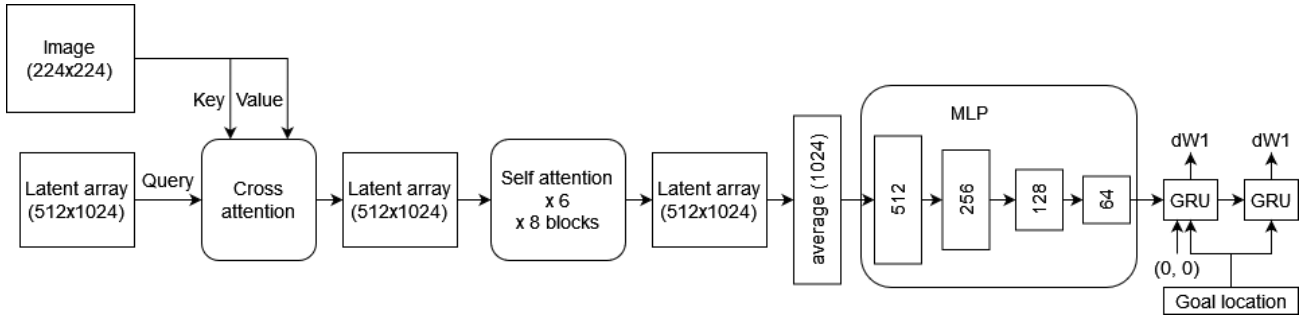 Image
(224x224)
Key
Value
Latent array
(512x1024)
Query
Cross
attention
Latent array
(512x1024)
Self attention
x 6
x 8 blocks
Latent array
(512x1024)
average (1024)
MLP
512
256
128
64
dW1
dW1
GRU
GRU
(0, 0)
Goal location